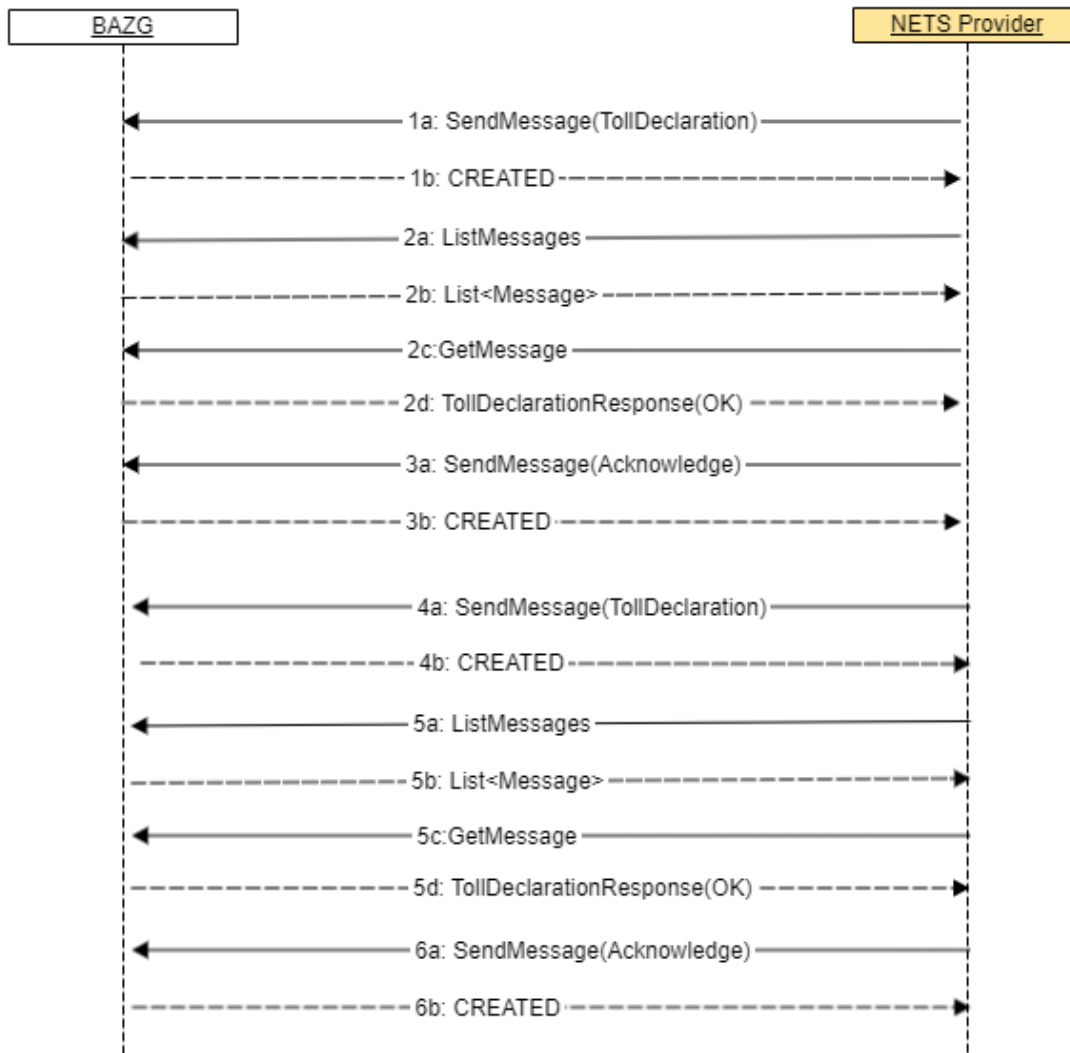 BAZG
NETS Provider
1a: SendMessage(TollDeclaration)
1b: CREATED
2a: ListMessages
2b: List<Message>
2c:GetMessage
2d: TollDeclarationResponse(OK)
3a: SendMessage(Acknowledge)
3b: CREATED
4a: SendMessage(TollDeclaration)
4b: CREATED
5a: ListMessages
5b: List<Message>
5c:GetMessage
5d: TollDeclarationResponse(OK)
6a: SendMessage(Acknowledge)
6b: CREATED